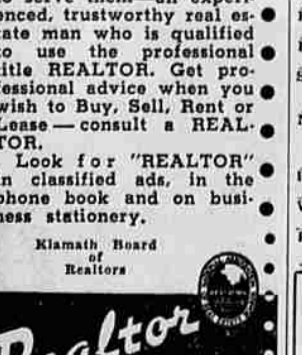 enced, trustworthy real es-
tate man who is qualified
to use the professional
title REALTOR. Get pro-
fessional advice when you
wish to Buy, Sell, Rent or
Lease — consult a REAL-
TOR.
Look for "REALTOR"
in classified ads, in the
phone book and on busi-
ness stationery.
Klamath Board
of
Realtors
Realtor